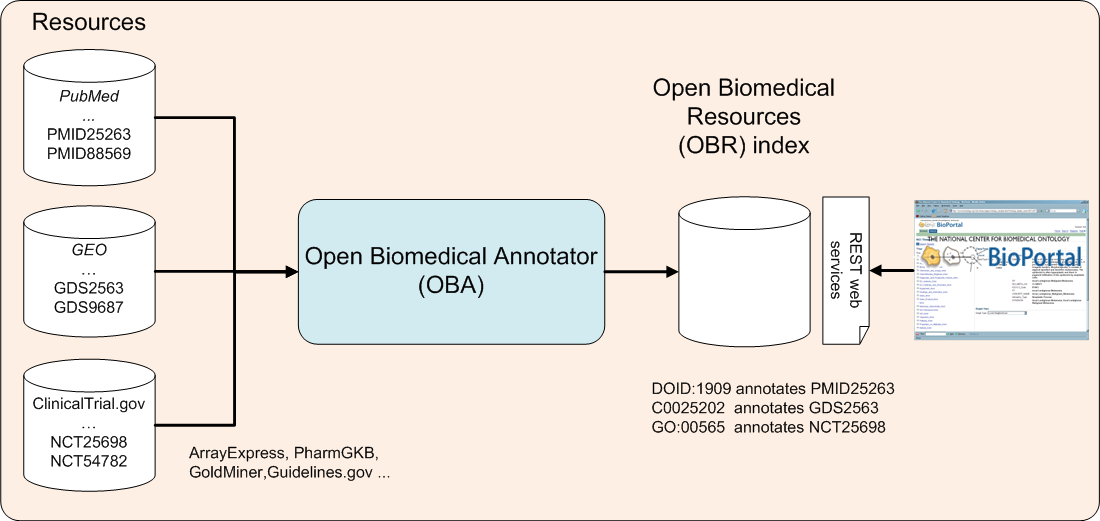 Resources
PubMed
...
PMID25263
PMID88569
GEO
...
GDS2563
GDS9687
ClinicalTrial.gov
...
NCT25698
NCT54782
ArrayExpress, PharmGKB,
GoldMiner,Guidelines.gov ...
Open Biomedical Annotator
(OBA)
Open Biomedical
Resources
(OBR) index
REST web
services
DOID:1909 annotates PMID25263
C0025202 annotates GDS2563
GO:00565 annotates NCT25698
BioPortal
THE NATIONAL CENTER FOR BIOMEDICAL ONTOLOGY
BioPortal